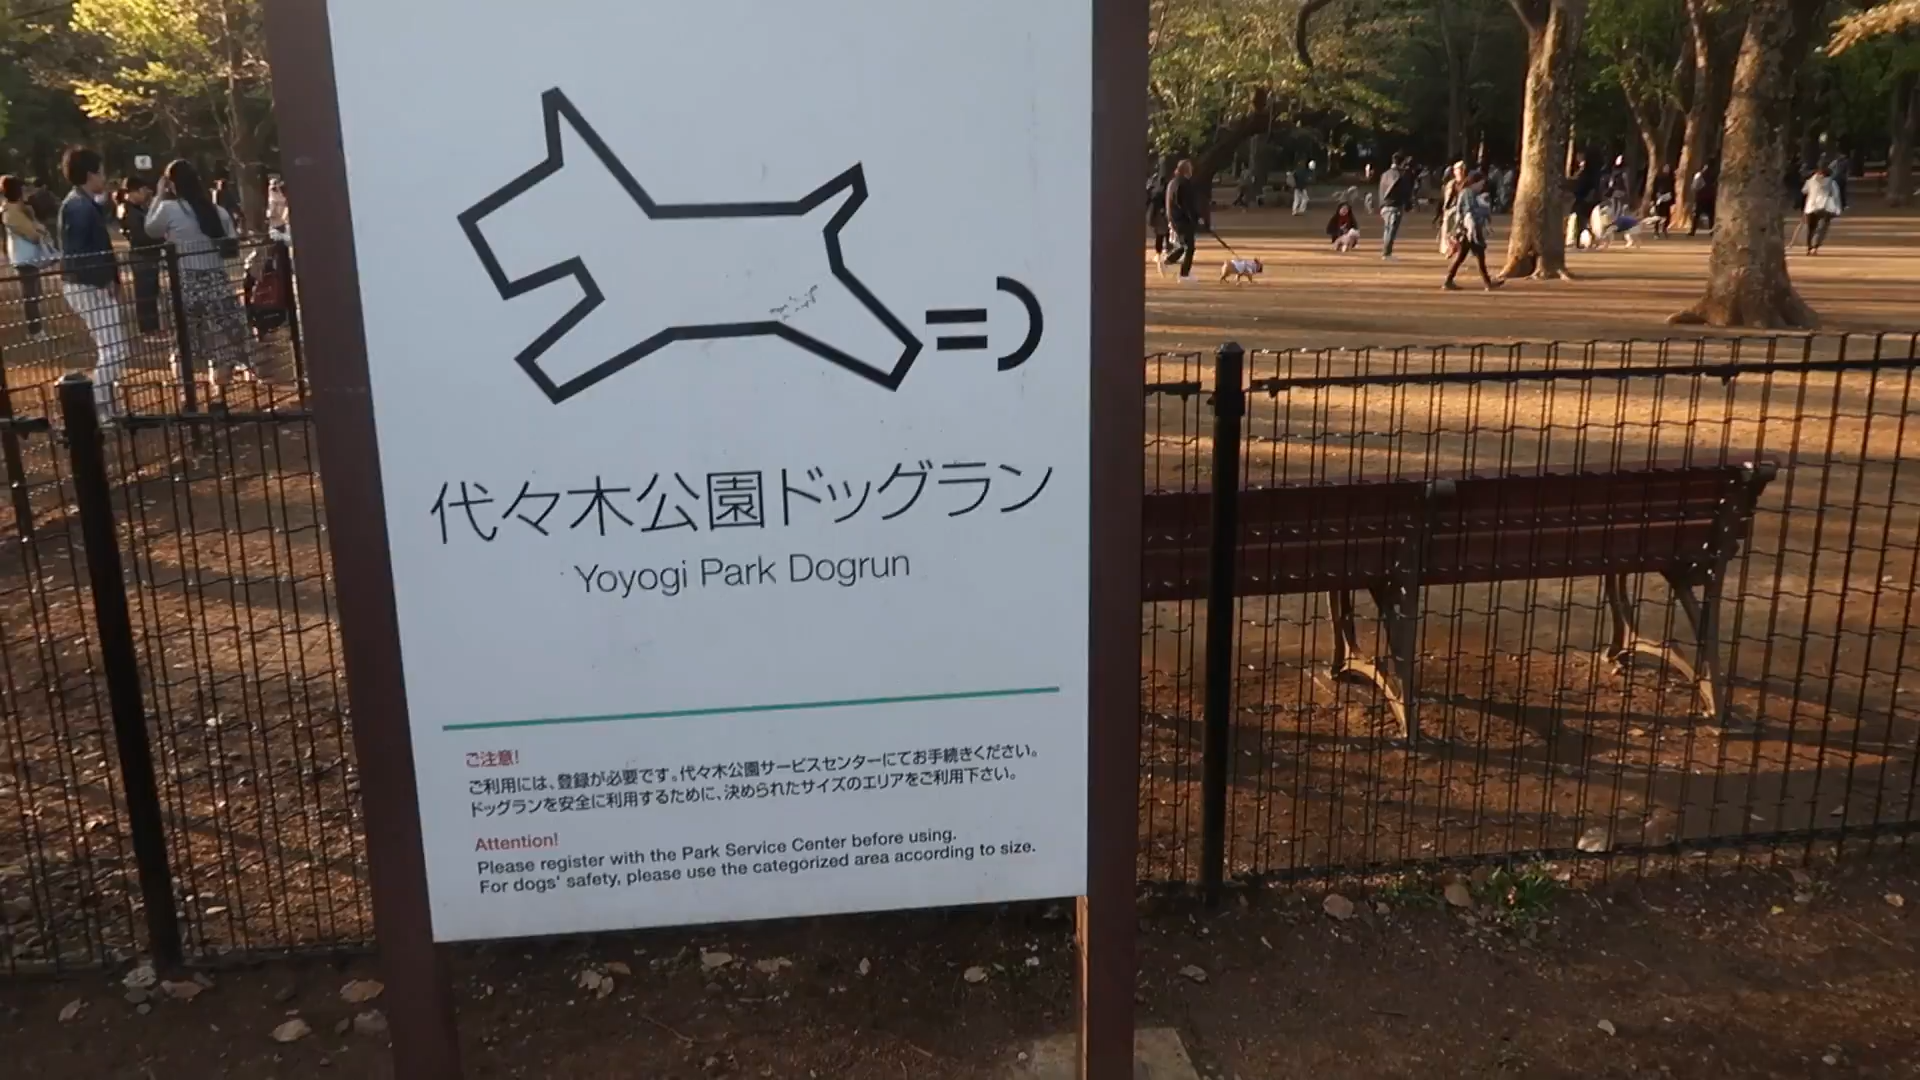 代々木公園ドッグラン
Yoyogi Park Dogrun
ご注意!
ご利用には、登録が必要です。代々木公園サービスセンターにてお手続きください。
ドッグランを安全に利用するために、決められたサイズのエリアをご利用下さい。
Attention!
Please register with the Park Service Center before using.
For dogs' safety, please use the categorized area according to size.